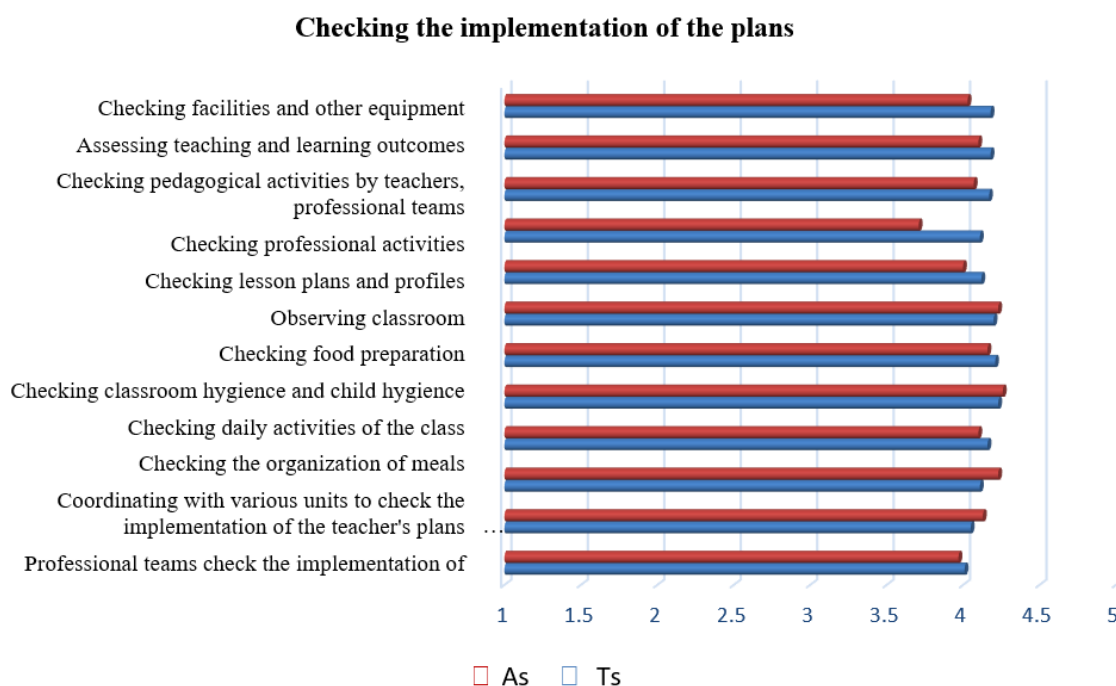 Checking the implementation of the plans
Checking facilities and other equipment
Assessing teaching and learning outcomes
Checking pedagogical activities by teachers,
professional teams
Checking professional activities
Checking lesson plans and profiles
Observing classroom
Checking food preparation
Checking classroom hygience and child hygience
Checking daily activities of the class
Checking the organization of meals
Coordinating with various units to check the
implementation of the teacher's plans …
Professional teams check the implementation of
1 1.5 2 2.5 3 3.5 4 4.5 5
As Ts